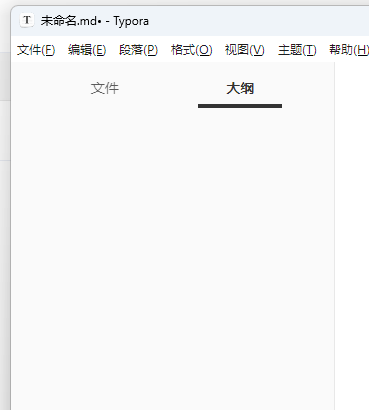 T 未命名.md• - Typora
文件(F) 编辑(E) 段落(P) 格式(O) 视图(V) 主题(T) 帮助(H)
文件 大纲